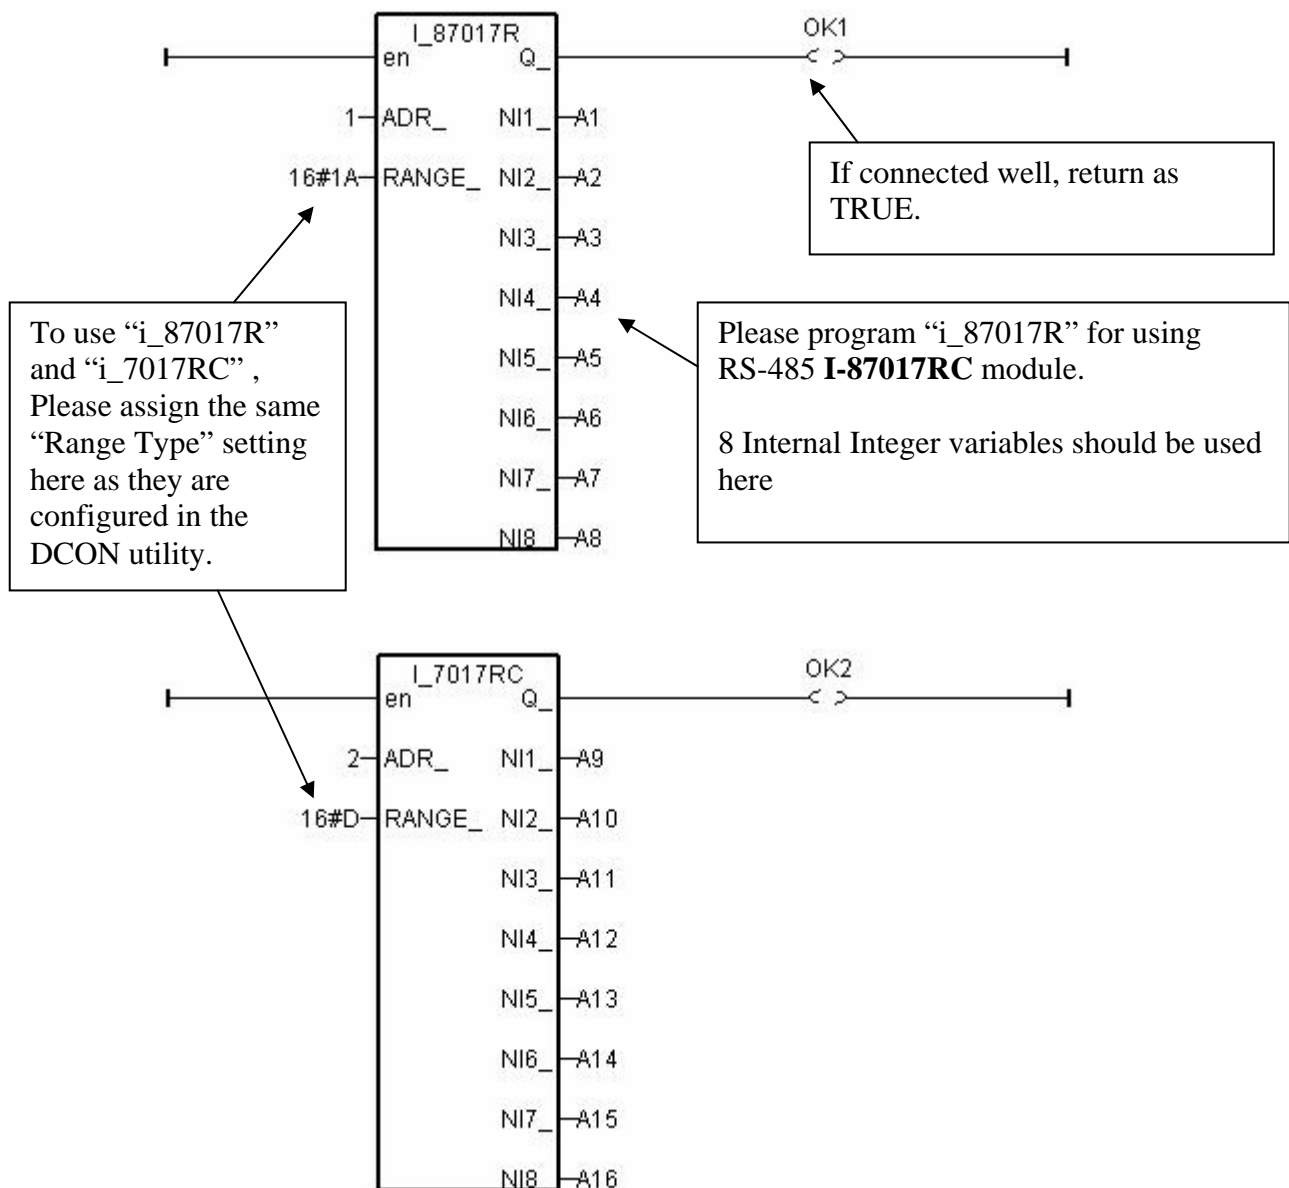 I_87017R
en Q_
OK1
1 ADR_ NI1_ A1
16#1A RANGE_ NI2_ A2
NI3_ A3
NI4_ A4
NI5_ A5
NI6_ A6
NI7_ A7
NI8 A8
If connected well, return as
TRUE.
To use “i_87017R”
and “i_7017RC” ,
Please assign the same
“Range Type” setting
here as they are
configured in the
DCON utility.
Please program “i_87017R” for using
RS-485 I-87017RC module.
8 Internal Integer variables should be used
here
I_7017RC
en Q_
OK2
2 ADR_ NI1_ A9
16#D RANGE_ NI2_ A10
NI3_ A11
NI4_ A12
NI5_ A13
NI6_ A14
NI7_ A15
NI8 A16